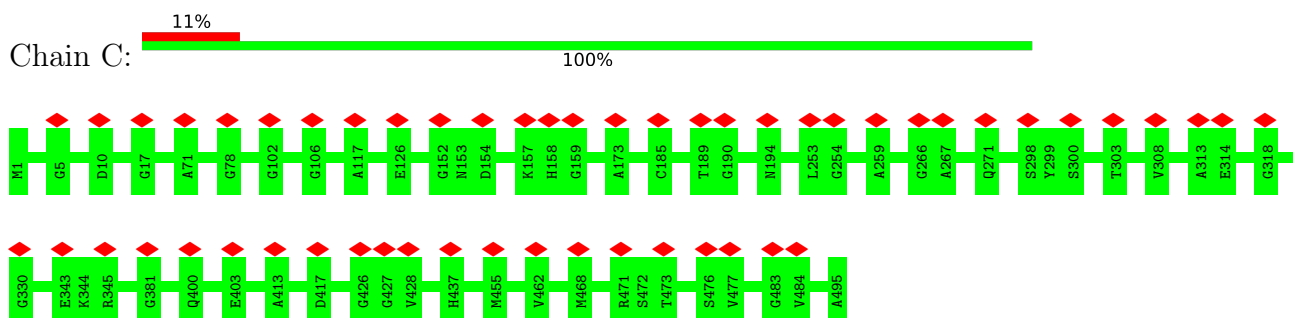 11%
Chain C:
100%
M1 G5 D10 G17 A71 G78 G102 G106 A117 E126 G152 N153 D154 K157 H158 G159 A173 C185 T189 G190 N194 L253 G254 A259 G266 A267 Q271 S298 Y299 S300 T303 V308 A313 E314 G318
G330 E343 K344 R345 G381 Q400 E403 A413 D417 G426 G427 V428 H437 M455 V462 M468 R471 S472 T473 S476 V477 G483 V484 A495